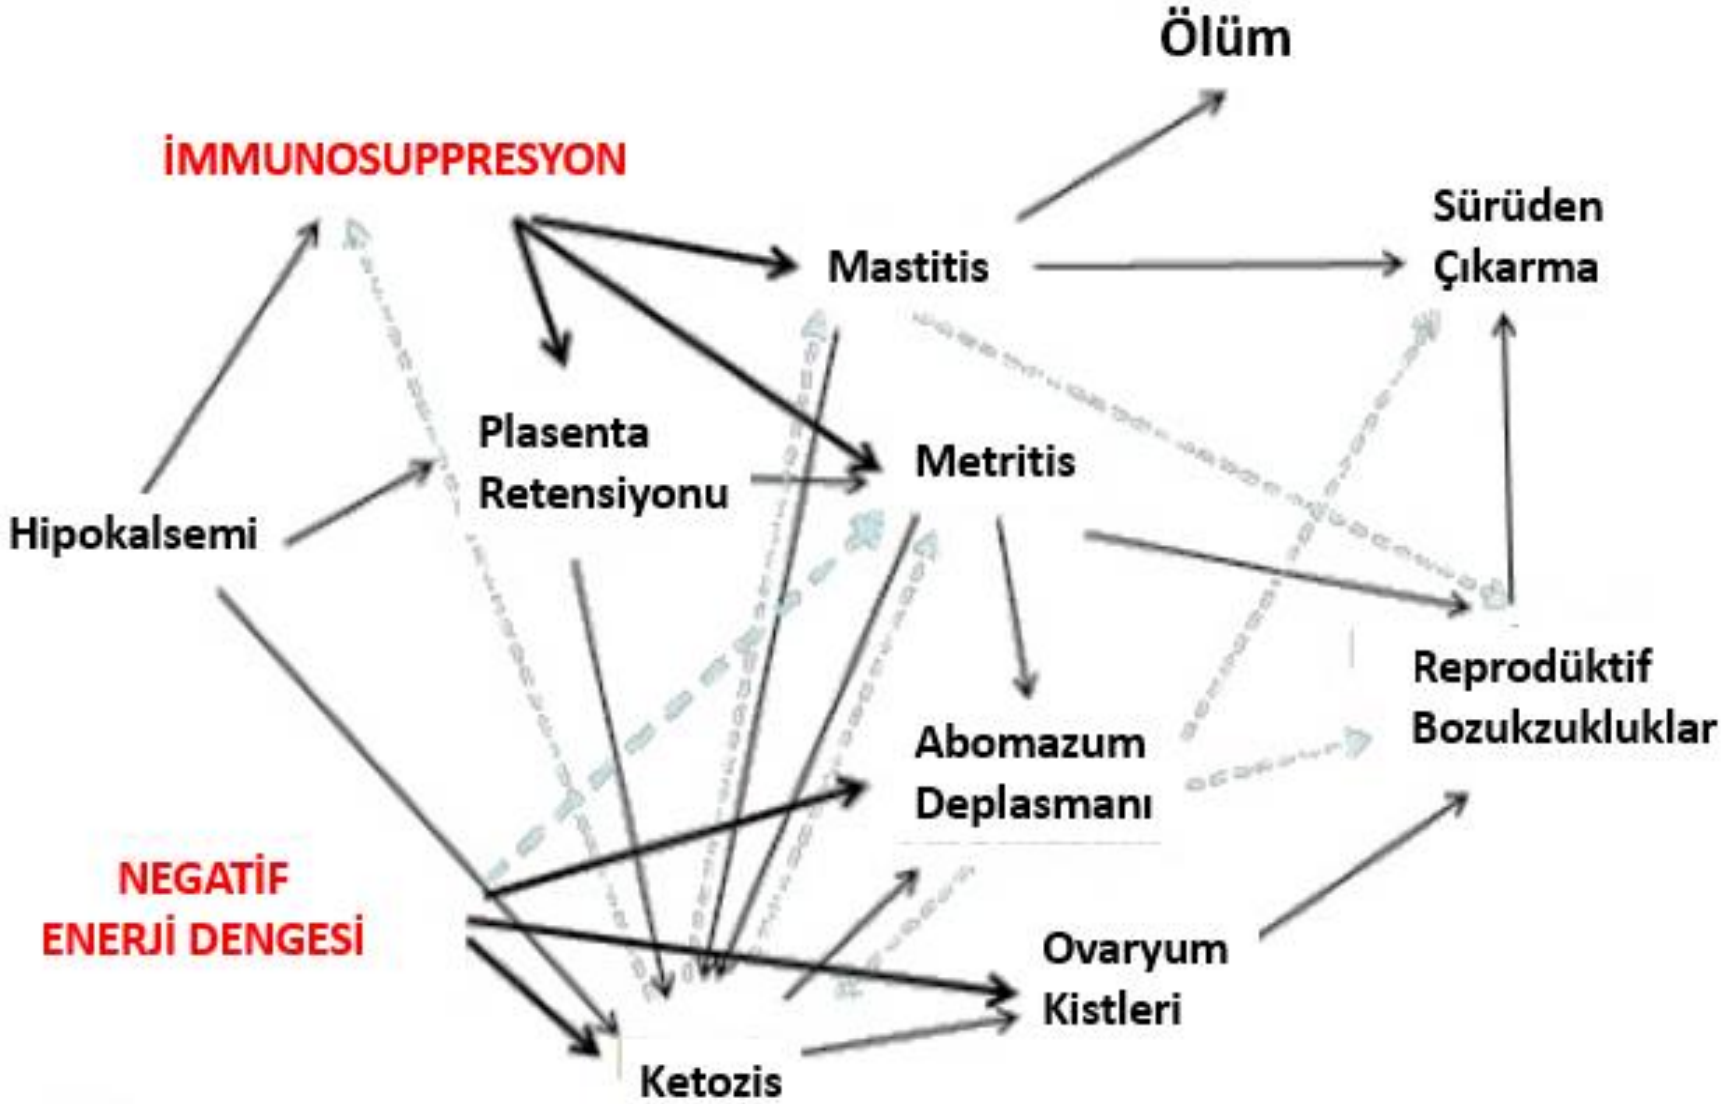 Ölüm
İMMUNOSUPPRESYON
Sürüden
Çıkarma
Mastitis
Plasenta
Retensiyonu
Metritis
Hipokalsemi
Reprodüktif
Bozukzukluklar
Abomazum
Deplasmanı
NEGATİF
ENERJİ DENGESİ
Ovaryum
Kistleri
Ketozis